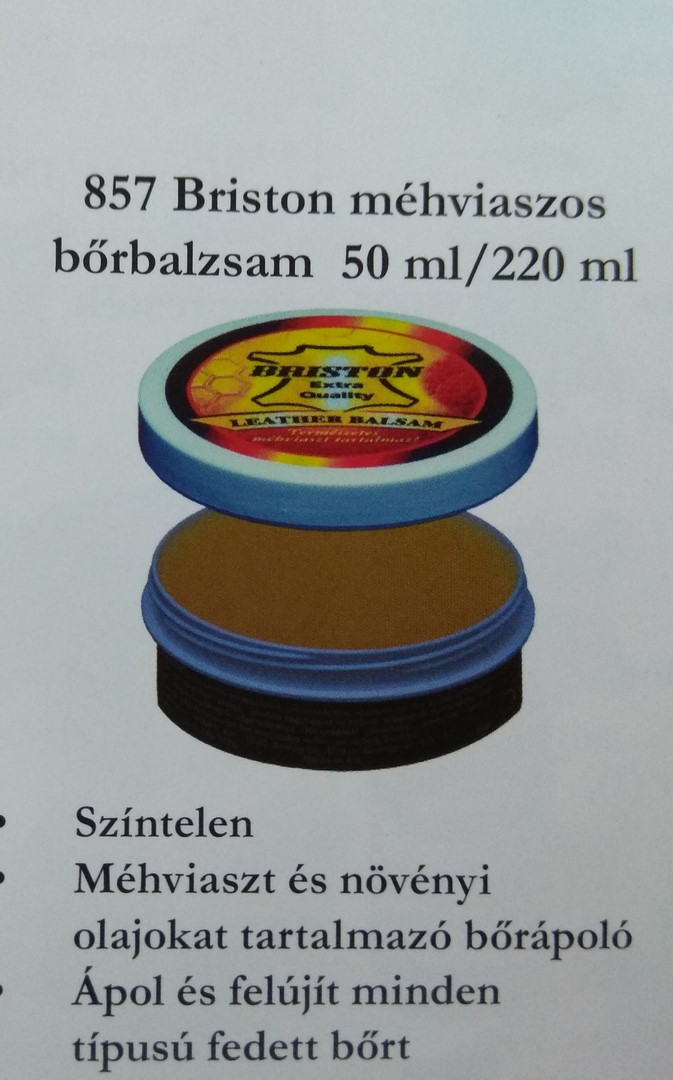 857 Briston méhviaszos
bőrbalzsam 50 ml/220 ml
BRISTON
Extra
Quality
LEATHER BALSAM
Természetes
méhviaszt tartalmaz!
• Színtelen
• Méhviaszt és növényi
olajokat tartalmazó bőrápoló
• Ápol és felújít minden
típusú fedett bőrt